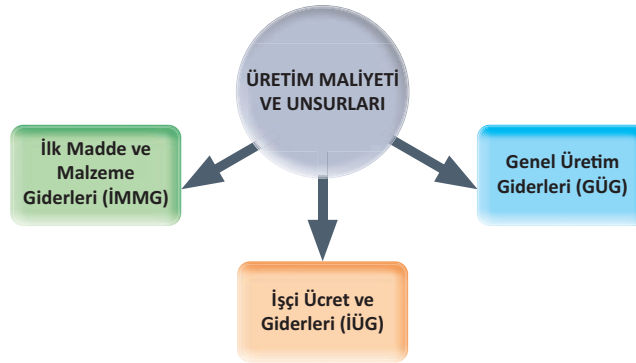 ÜRETİM MALİYETİ
VE UNSURLARI
İlk Madde ve
Malzeme
Giderleri (İMMG)
Genel Üretim
Giderleri (GÜG)
İşçi Ücret ve
Giderleri (İÜG)